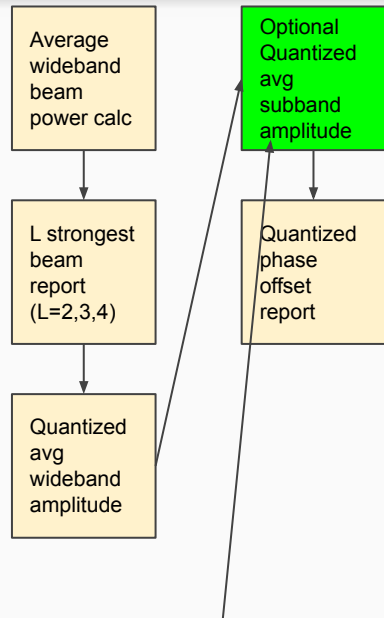 Average
wideband
beam
power calc
L strongest
beam
report
(L=2,3,4)
Quantized
avg
wideband
amplitude
Optional
Quantized
avg
subband
amplitude
Quantized
phase
offset
report